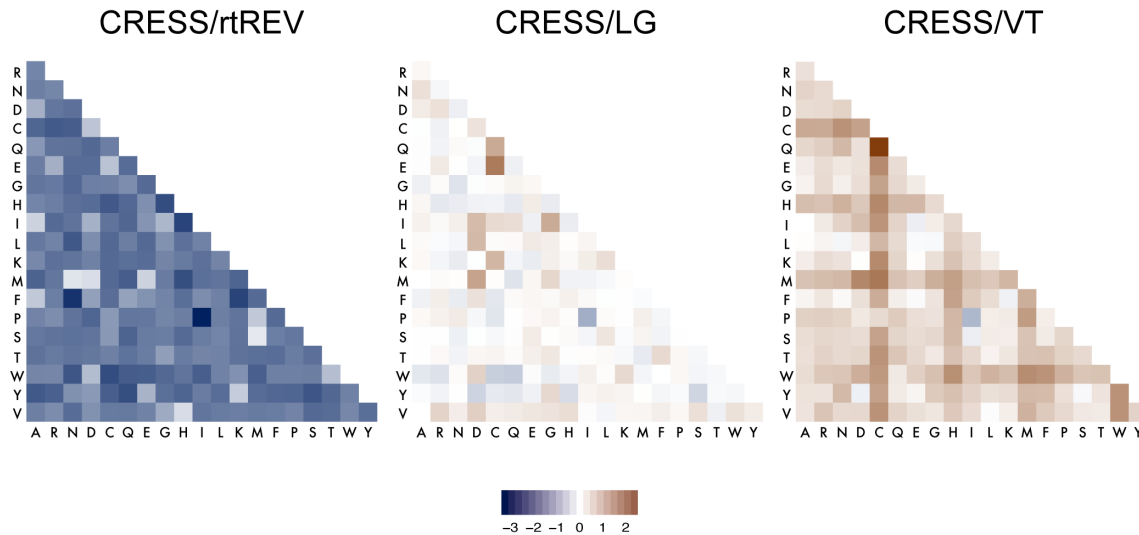 CRESS/rtREV CRESS/LG CRESS/VT
R R R
N N N
D D D
C C C
Q Q Q
E E E
G G G
H H H
I I I
L L L
K K K
M M M
F F F
P P P
S S S
T T T
W W W
Y Y Y
V V V
A R N D C Q E G H I L K M F P S T W Y A R N D C Q E G H I L K M F P S T W Y A R N D C Q E G H I L K M F P S T W Y
-3 -2 -1 0 1 2